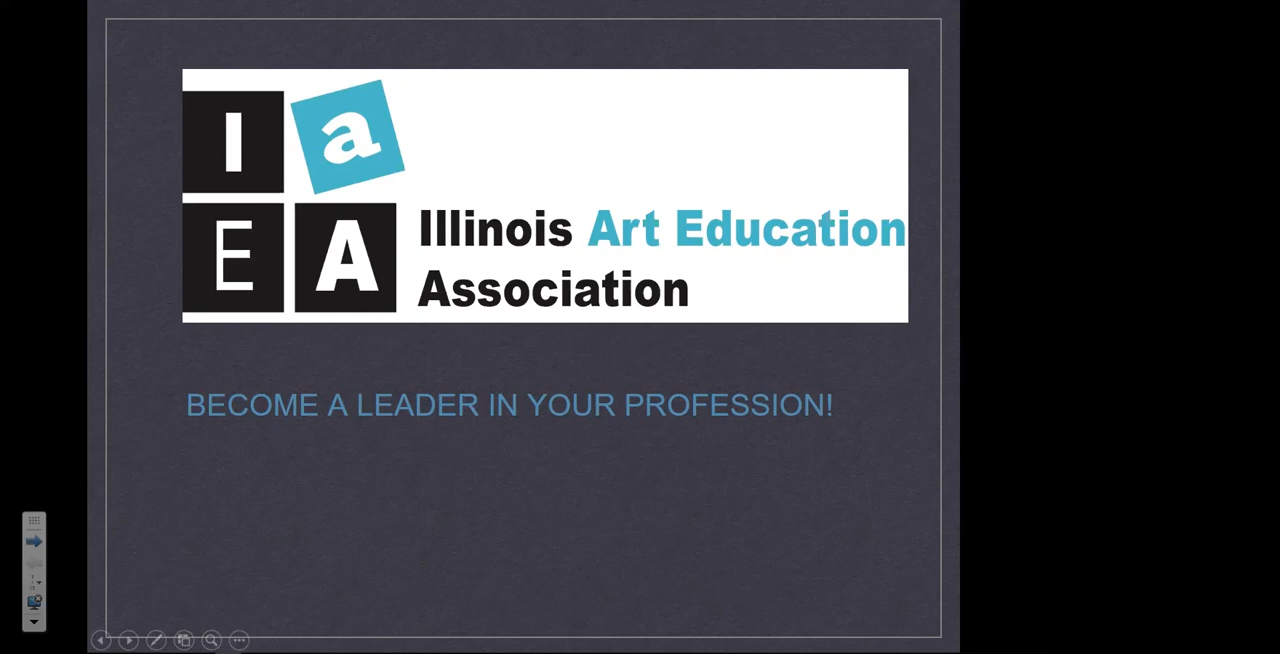 I a
E A
Illinois Art Education
Association
BECOME A LEADER IN YOUR PROFESSION!